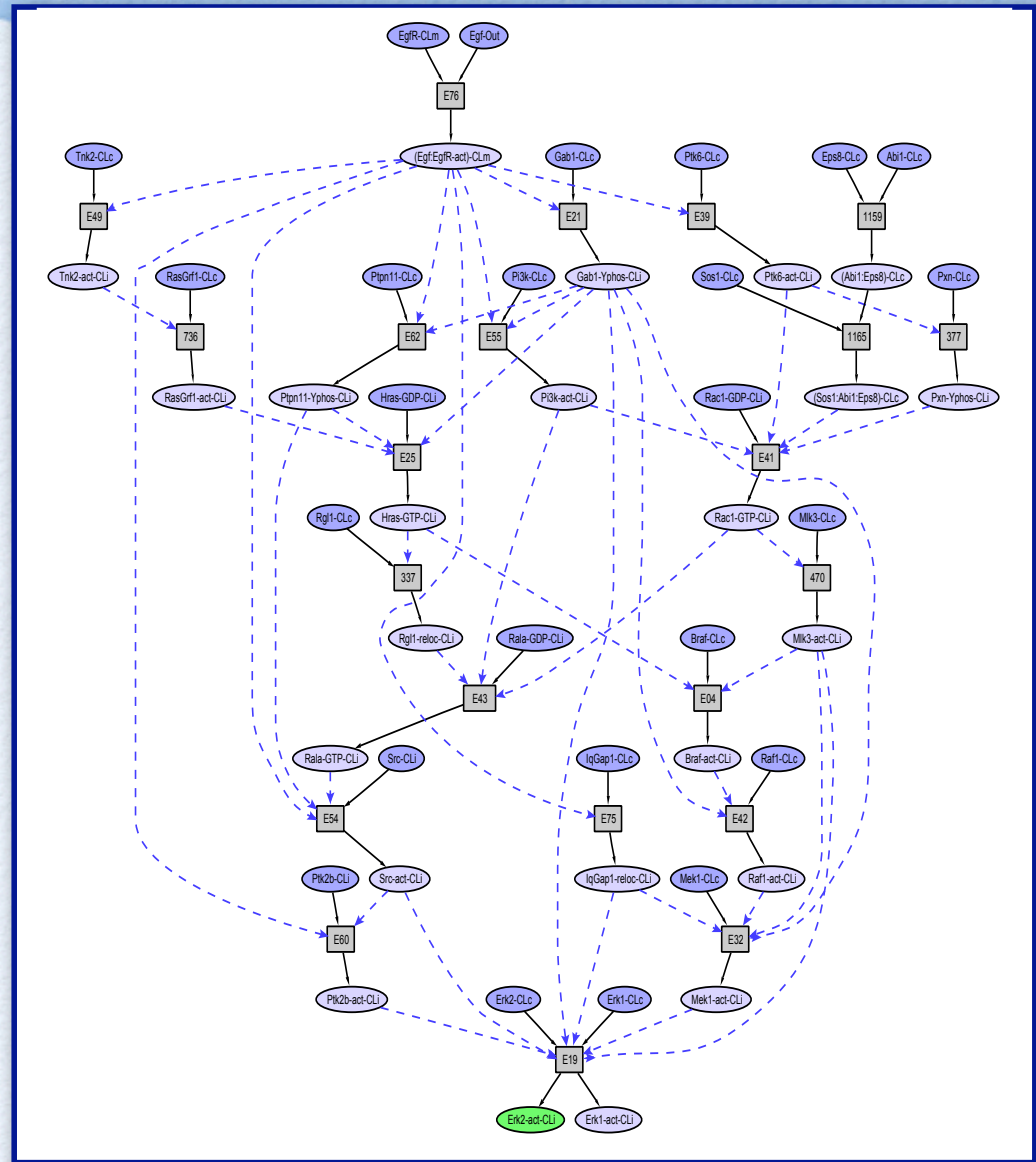 EgfR-CLm
Egf-Out
E76
Tnk2-CLc
(Egf:EgfR-act)-CLm
Gab1-CLc
Ptk6-CLc
Eps8-CLc
Abi1-CLc
E49
E21
E39
1159
Tnk2-act-CLi
RasGrf1-CLc
Ptpn11-CLc
Pi3k-CLc
Gab1-Yphos-CLi
Sos1-CLc
Ptk6-act-CLi
(Abi1:Eps8)-CLc
Pxn-CLc
736
E62
E55
1165
377
RasGrf1-act-CLi
Ptpn11-Yphos-CLi
Hras-GDP-CLi
Pi3k-act-CLi
Rac1-GDP-CLi
(Sos1:Abi1:Eps8)-CLc
Pxn-Yphos-CLi
E25
E41
Rgl1-CLc
Hras-GTP-CLi
Rac1-GTP-CLi
Mlk3-CLc
337
470
Rgl1-reloc-CLi
Rala-GDP-CLi
Braf-CLc
Mlk3-act-CLi
E43
E04
Rala-GTP-CLi
Src-CLi
IqGap1-CLc
Braf-act-CLi
Raf1-CLc
E54
E75
E42
Ptk2b-CLi
Src-act-CLi
IqGap1-reloc-CLi
Mek1-CLc
Raf1-act-CLi
E60
E32
Ptk2b-act-CLi
Erk2-CLc
Erk1-CLc
Mek1-act-CLi
E19
Erk2-act-CLi
Erk1-act-CLi